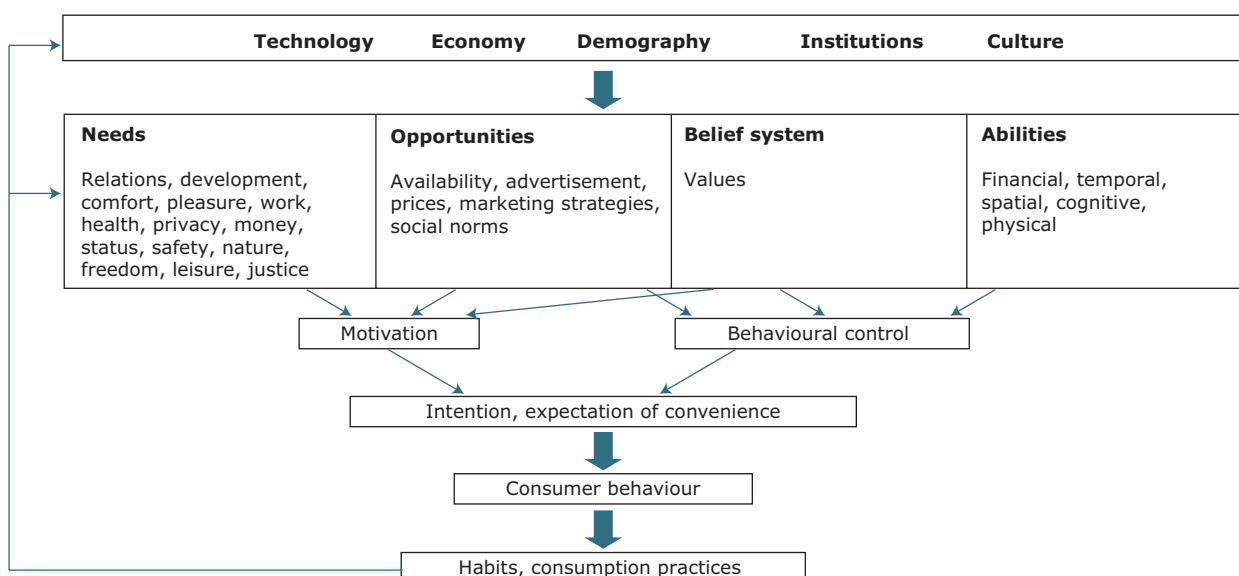 Technology Economy Demography Institutions Culture
Needs
Relations, development,
comfort, pleasure, work,
health, privacy, money,
status, safety, nature,
freedom, leisure, justice
Opportunities
Availability, advertisement,
prices, marketing strategies,
social norms
Belief system
Values
Abilities
Financial, temporal,
spatial, cognitive,
physical
Motivation
Behavioural control
Intention, expectation of convenience
Consumer behaviour
Habits, consumption practices